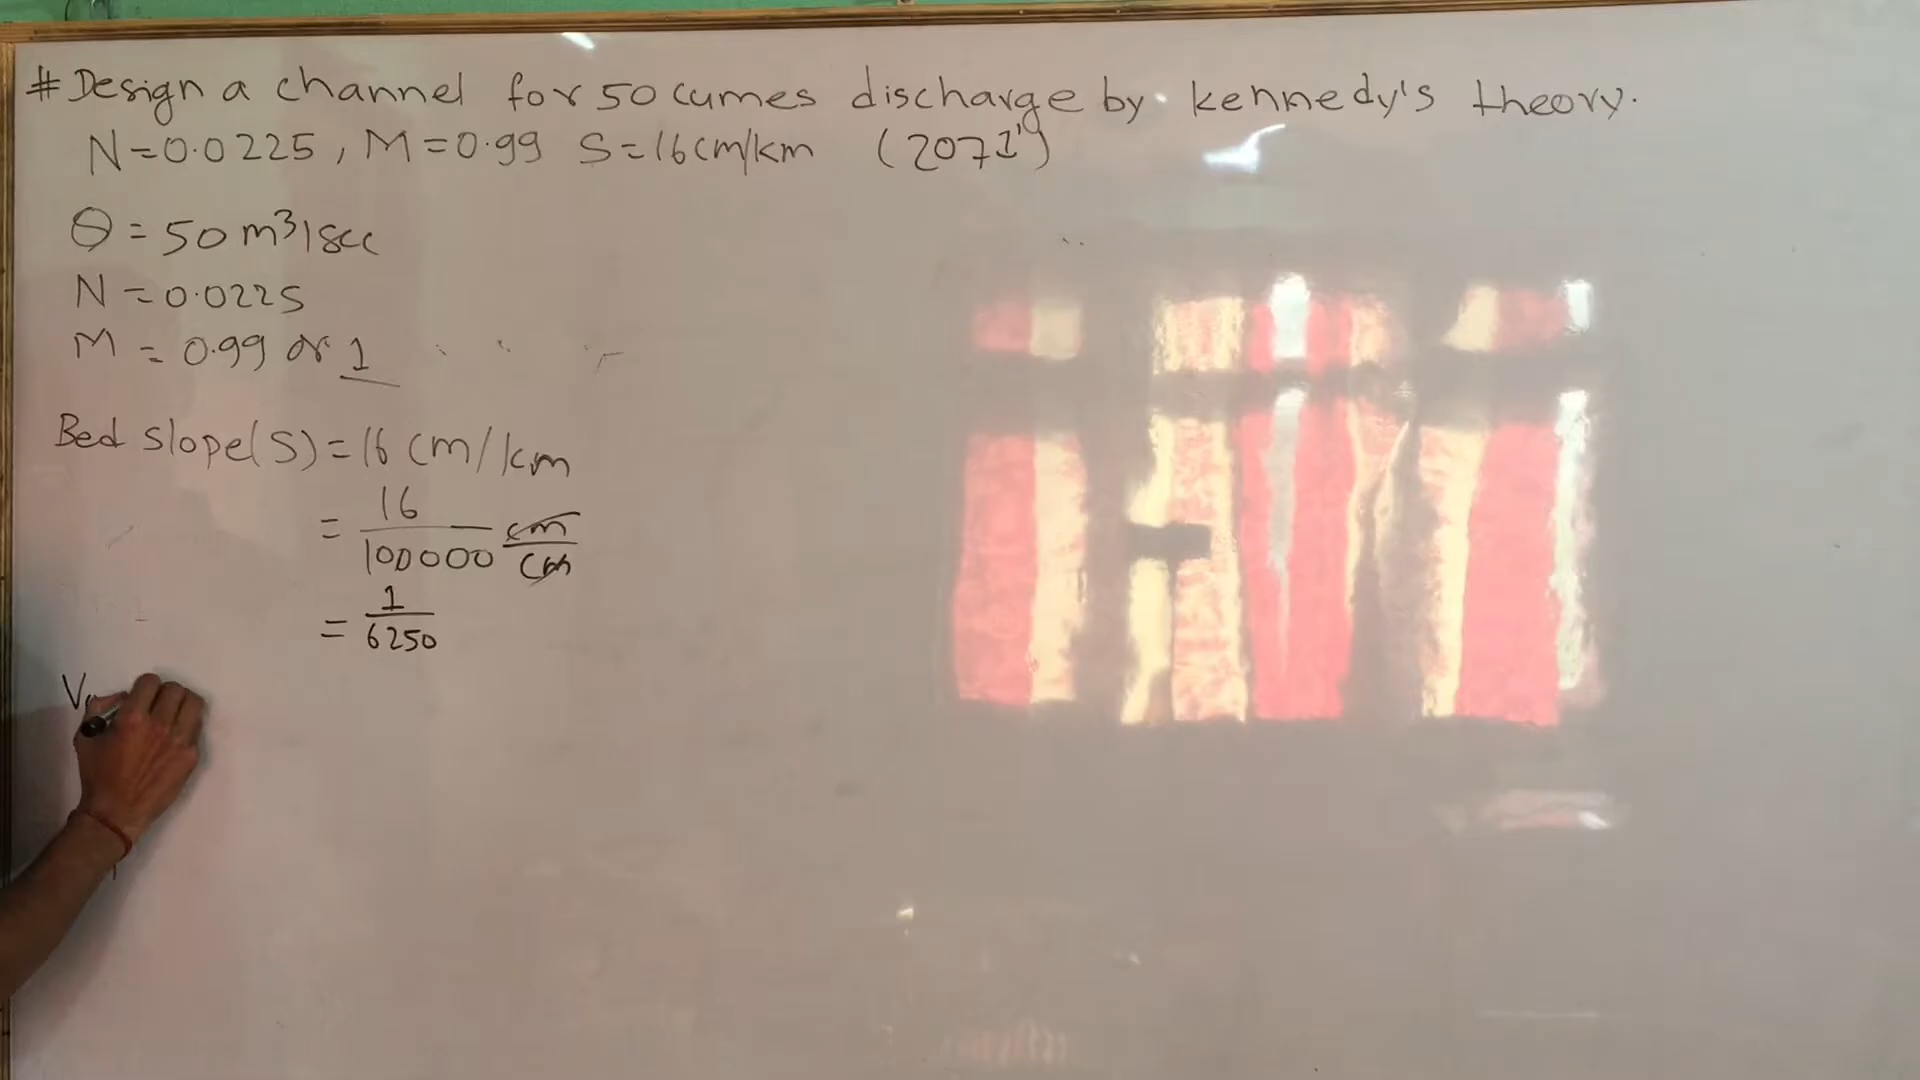 # Design a channel for 50 cumes discharge by kennedy's theory.
N=0.0225, M=0.99 S=16cm/km (2071')
Q = 50 m³/sec
N = 0.0225
M = 0.99 or 1
Bed slope(S) = 16 cm/km
= 16/100000 cm/cm
= 1/6250